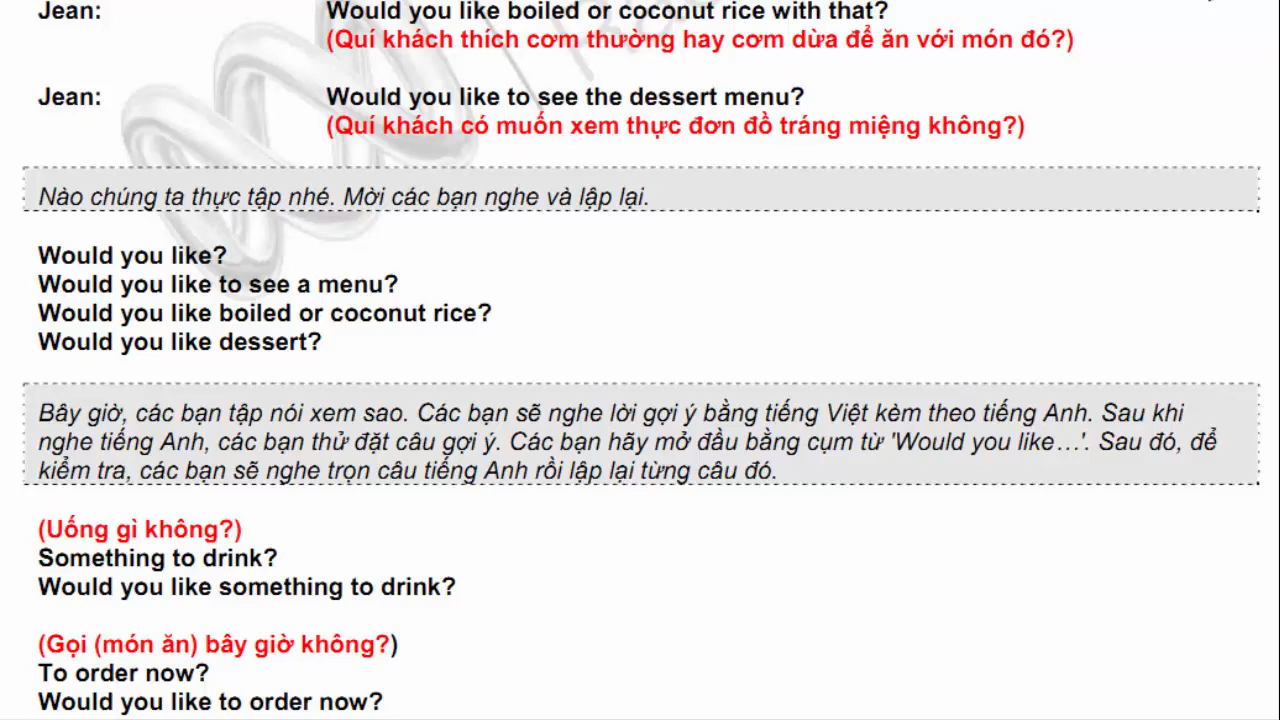 Jean: Would you like boiled or coconut rice with that?
(Quí khách thích cơm thường hay cơm dừa để ăn với món đó?)
Jean: Would you like to see the dessert menu?
(Quí khách có muốn xem thực đơn đồ tráng miệng không?)
Nào chúng ta thực tập nhé. Mời các bạn nghe và lập lại.
Would you like?
Would you like to see a menu?
Would you like boiled or coconut rice?
Would you like dessert?
Bây giờ, các bạn tập nói xem sao. Các bạn sẽ nghe lời gợi ý bằng tiếng Việt kèm theo tiếng Anh. Sau khi
nghe tiếng Anh, các bạn thử đặt câu gợi ý. Các bạn hãy mở đầu bằng cụm từ 'Would you like…'. Sau đó, để
kiểm tra, các bạn sẽ nghe trọn câu tiếng Anh rồi lập lại từng câu đó.
(Uống gì không?)
Something to drink?
Would you like something to drink?
(Gọi (món ăn) bây giờ không?)
To order now?
Would you like to order now?